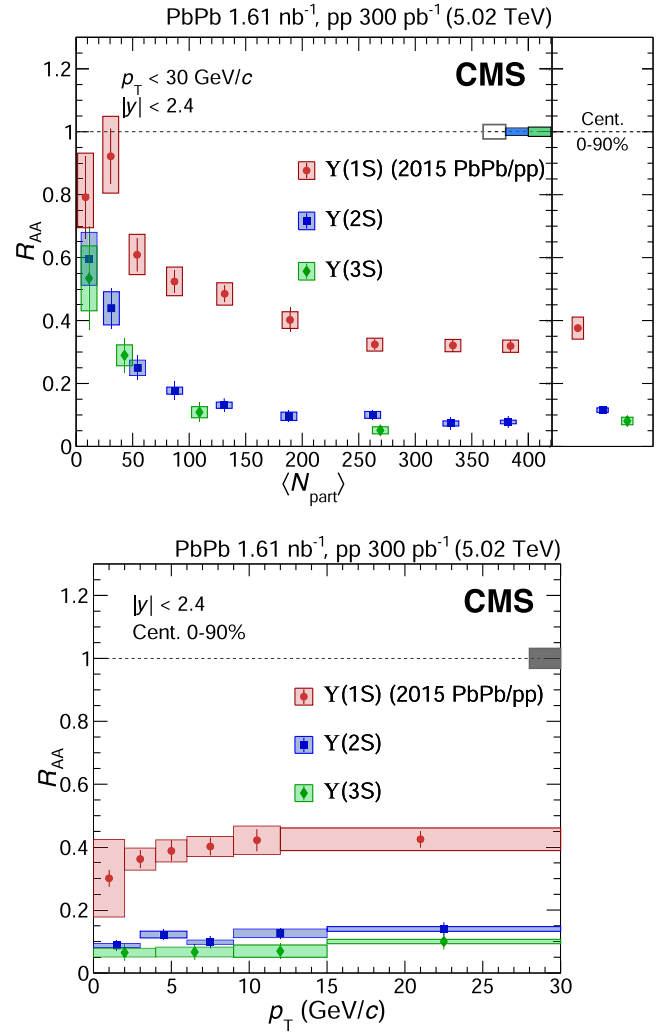 PbPb 1.61 nb⁻¹, pp 300 pb⁻¹ (5.02 TeV)
1.2
1
0.8
0.6
0.4
0.2
0
R_AA
p_T < 30 GeV/c
|y| < 2.4
CMS
Cent.
0-90%
Υ(1S) (2015 PbPb/pp)
Υ(2S)
Υ(3S)
0 50 100 150 200 250 300 350 400
⟨N_part⟩
PbPb 1.61 nb⁻¹, pp 300 pb⁻¹ (5.02 TeV)
1.2
1
0.8
0.6
0.4
0.2
0
R_AA
|y| < 2.4
Cent. 0-90%
CMS
Υ(1S) (2015 PbPb/pp)
Υ(2S)
Υ(3S)
0 5 10 15 20 25 30
p_T (GeV/c)